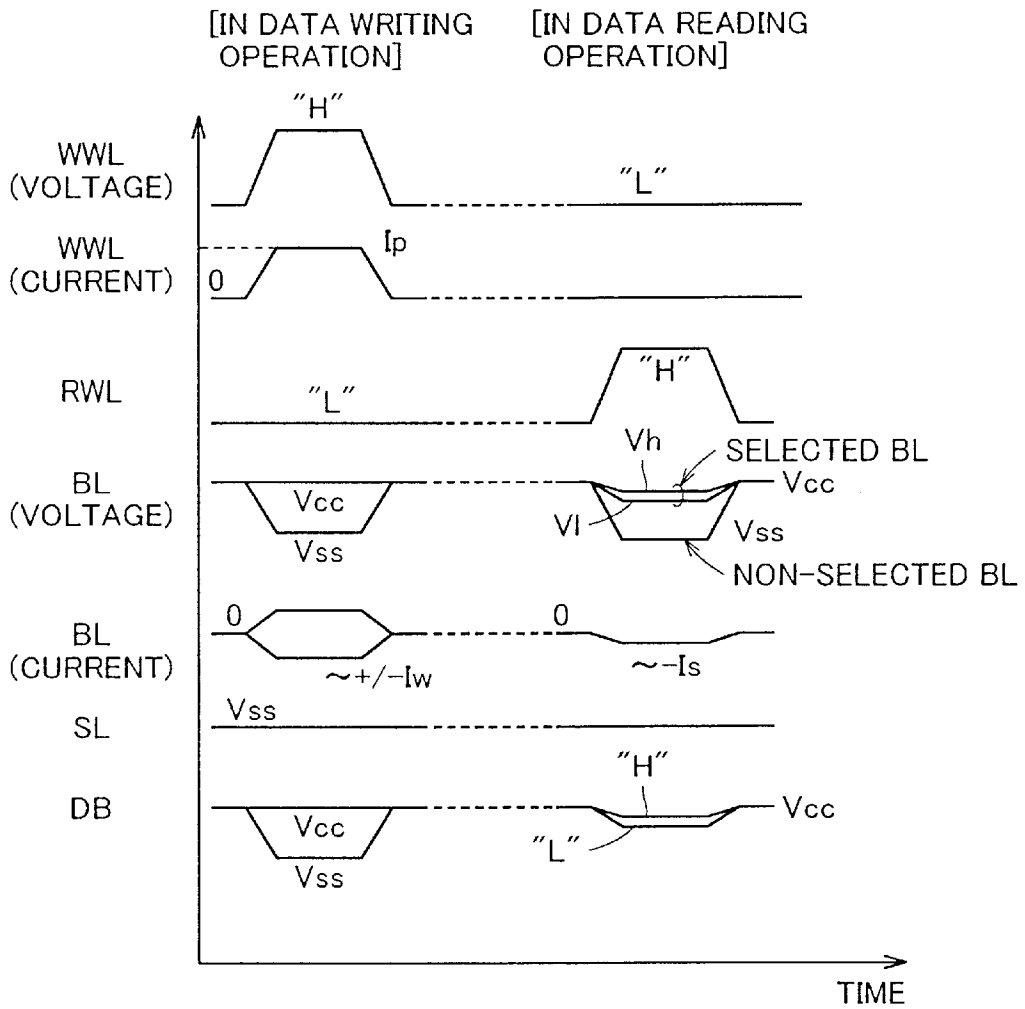 [IN DATA WRITING
OPERATION]
[IN DATA READING
OPERATION]
WWL
(VOLTAGE)
"H"
"L"
WWL
(CURRENT)
0
Ip
RWL
"L"
"H"
BL
(VOLTAGE)
Vcc
Vss
Vh
SELECTED BL
Vcc
Vl
Vss
NON-SELECTED BL
BL
(CURRENT)
0
~+/-Iw
0
~-Is
SL
Vss
DB
Vcc
Vss
"H"
Vcc
"L"
TIME